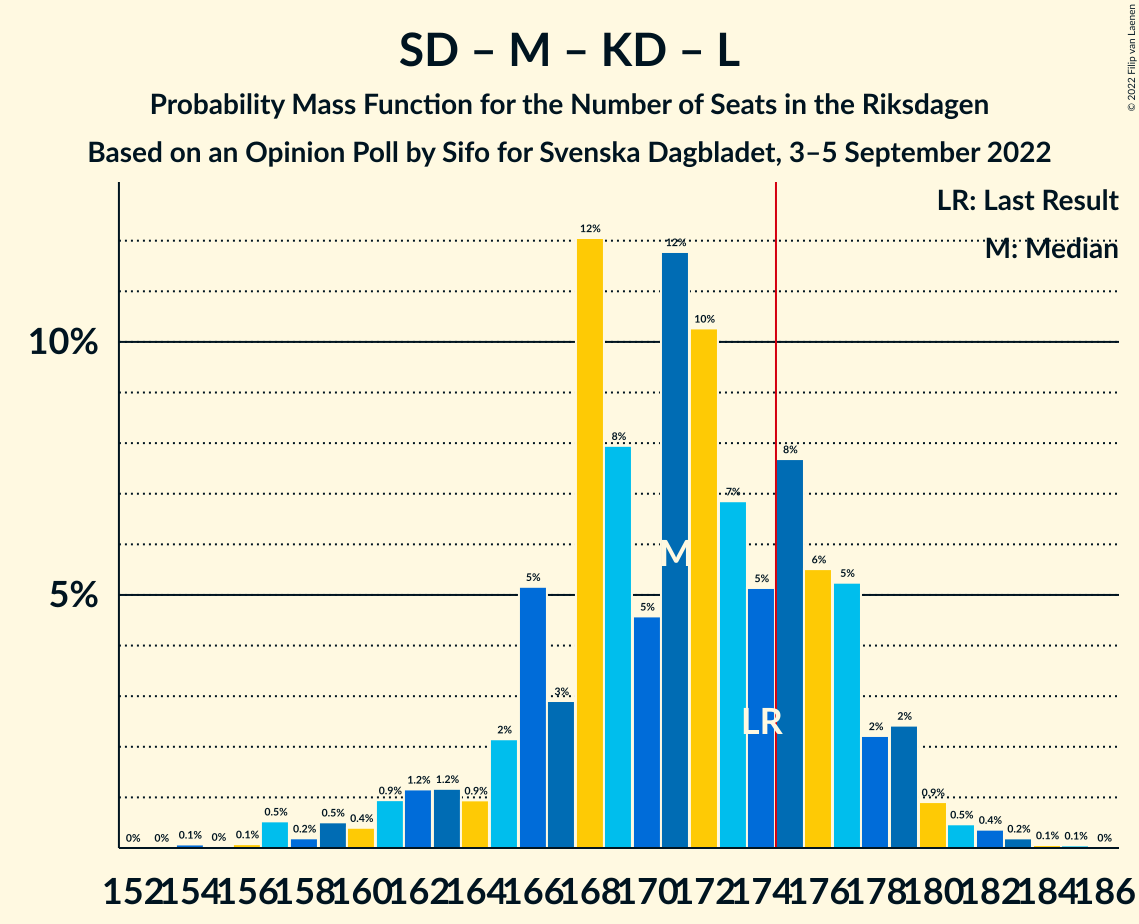 SD – M – KD – L
Probability Mass Function for the Number of Seats in the Riksdagen
Based on an Opinion Poll by Sifo for Svenska Dagbladet, 3–5 September 2022
© 2022 Filip van Laenen
LR: Last Result
M: Median
10%
5%
0% 0% 0.1% 0% 0.1% 0.5% 0.2% 0.5% 0.4% 0.9% 1.2% 1.2% 0.9% 2% 5% 3% 12% 8% 5% 12% 10% 7% 5% 8% 6% 5% 2% 2% 0.9% 0.5% 0.4% 0.2% 0.1% 0.1% 0%
M
LR
152 154 156 158 160 162 164 166 168 170 172 174 176 178 180 182 184 186